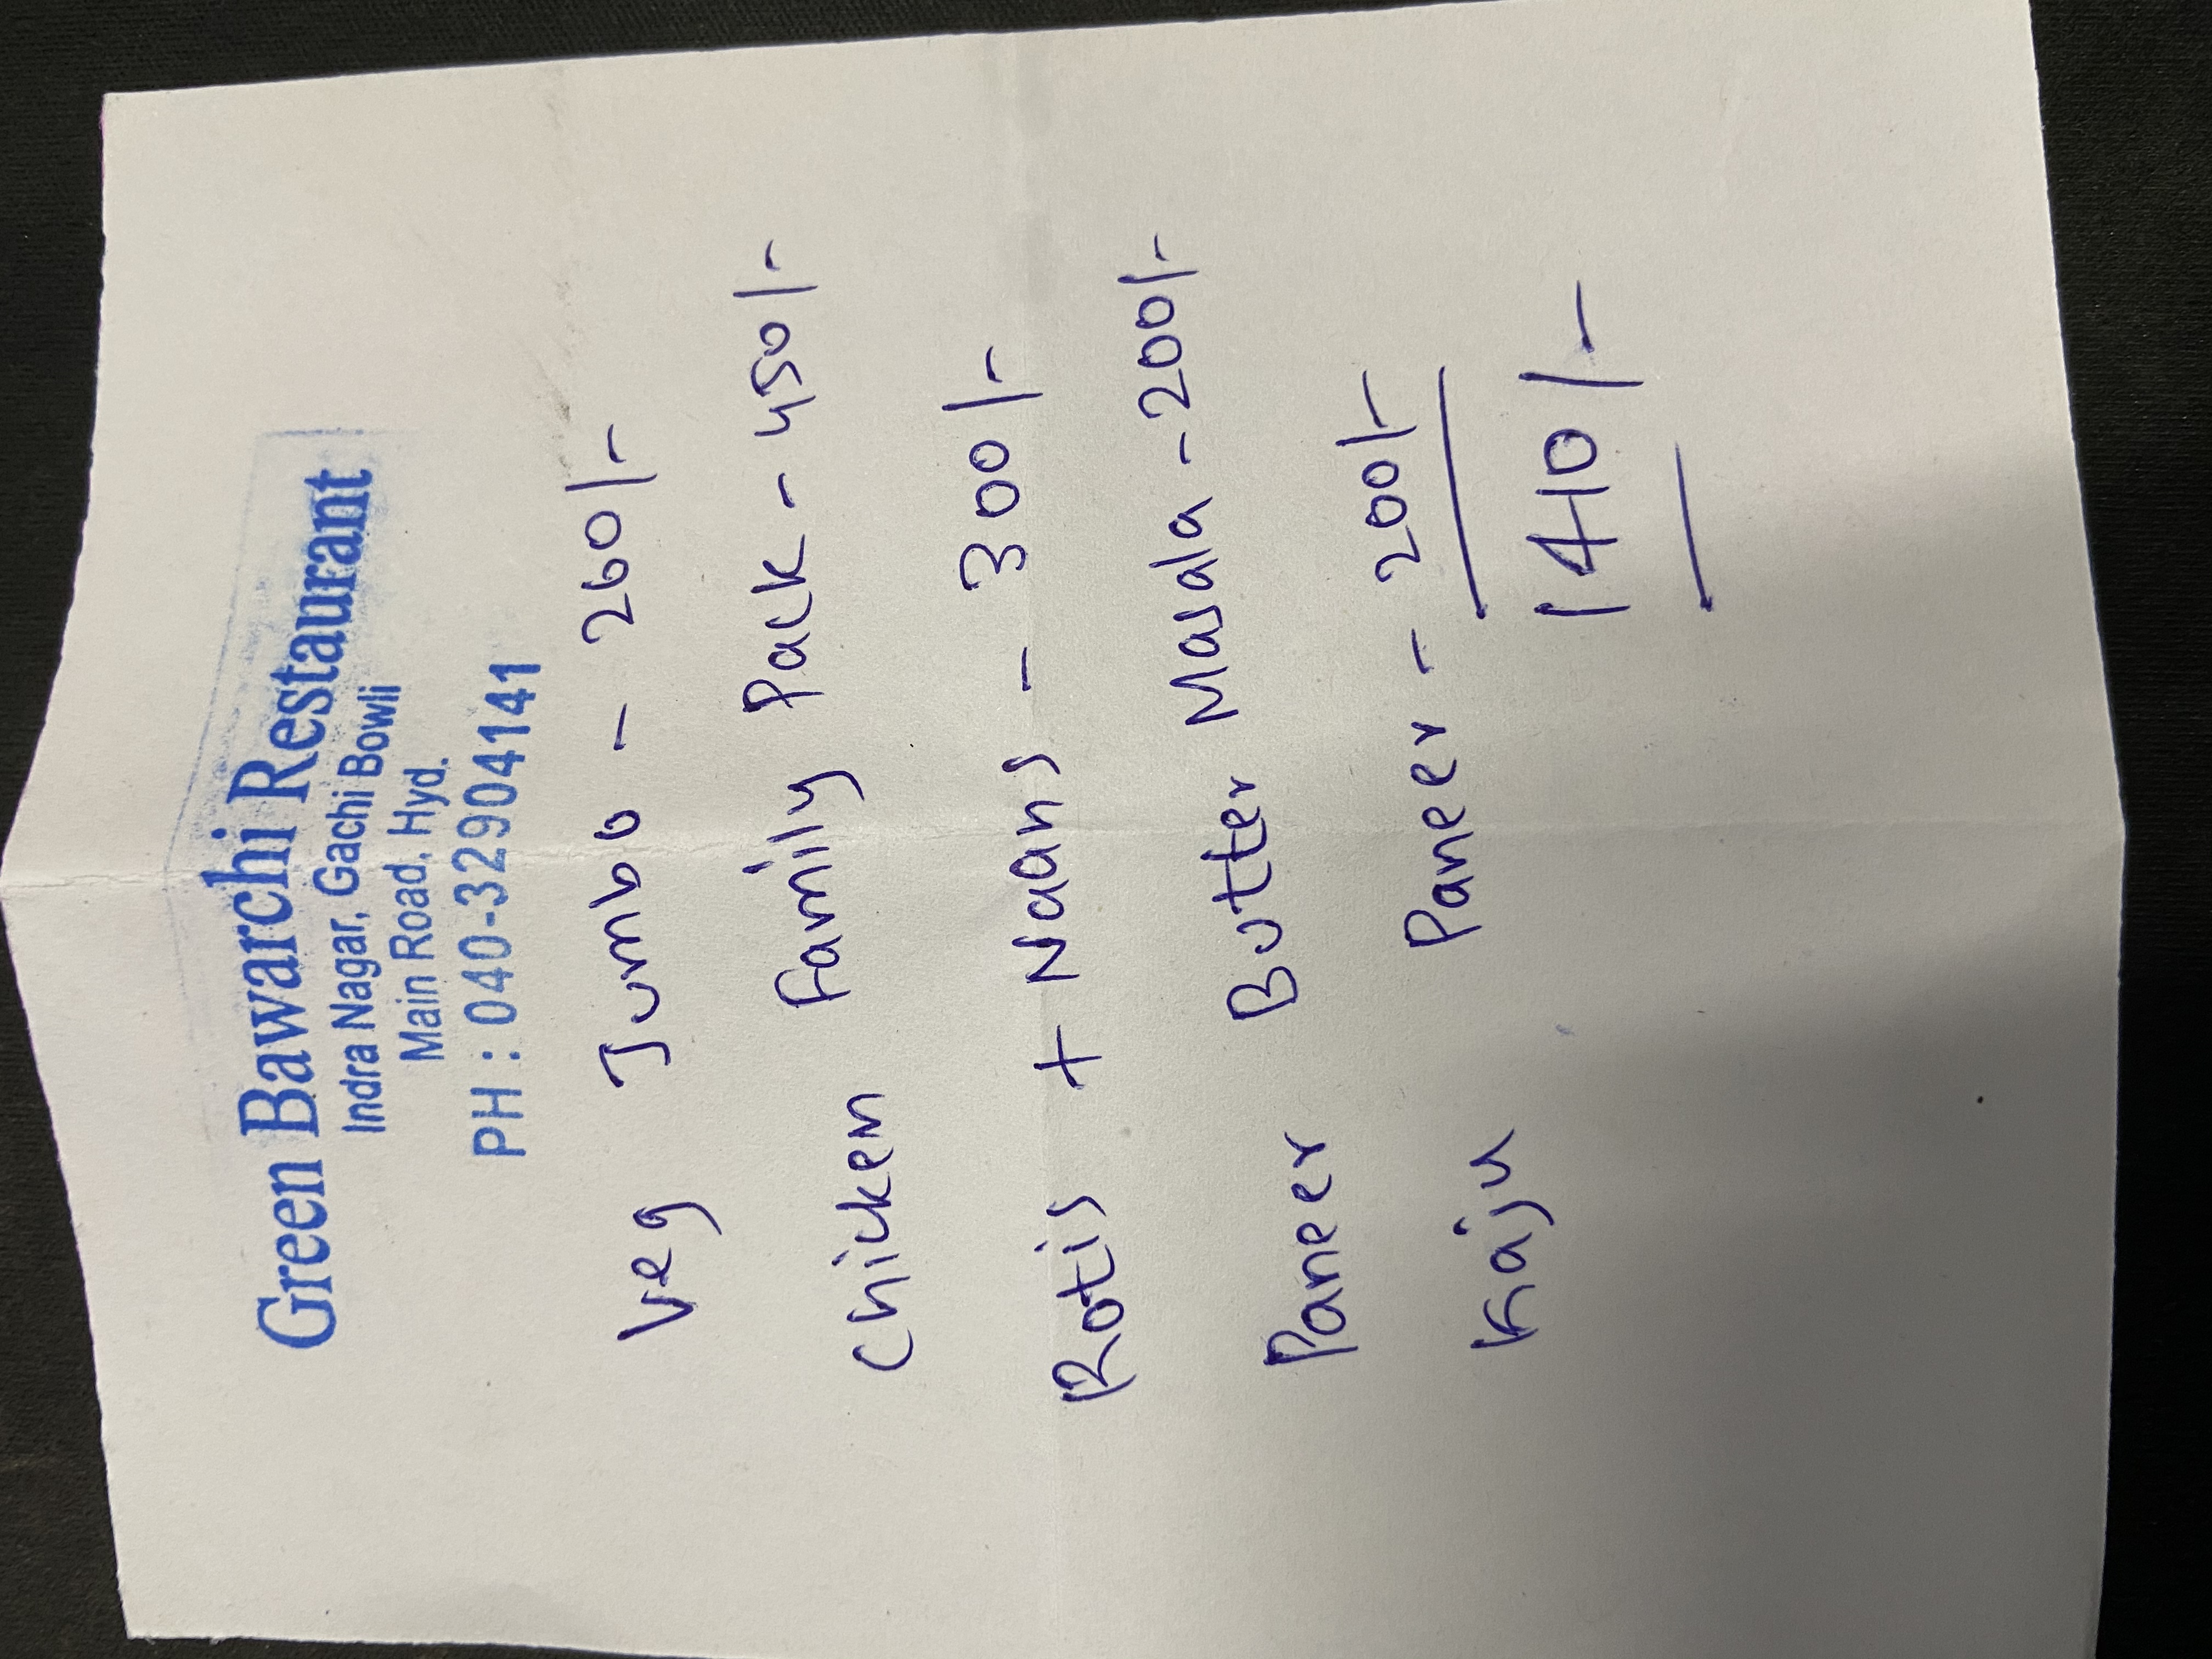 Green Bawarchi Restaurant
Indra Nagar, Gachi Bowli
Main Road, Hyd.
PH : 040-32904141
Veg Jumbo - 260/-
Chicken Family Pack - 450/-
Rotis + Naans - 300/-
Paneer Butter Masala - 200/-
Kaju Paneer - 200/-
1410/-